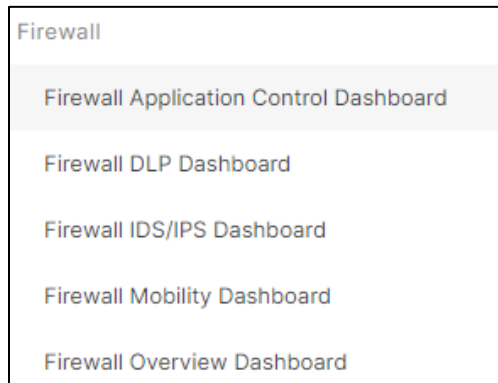 Firewall
Firewall Application Control Dashboard
Firewall DLP Dashboard
Firewall IDS/IPS Dashboard
Firewall Mobility Dashboard
Firewall Overview Dashboard